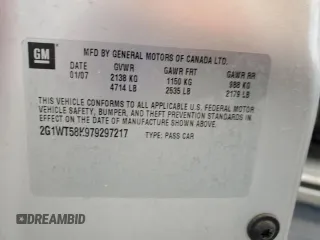 GM
MFD BY GENERAL MOTORS OF CANADA LTD.
DATE GVWR GAWR FRT GAWR RR
01/07 2138 KG 1150 KG 988 KG
4714 LB 2535 LB 2179 LB
THIS VEHICLE CONFORMS TO ALL APPLICABLE U.S. FEDERAL MOTOR
VEHICLE SAFETY, BUMPER, AND THEFT PREVENTION STANDARDS IN
EFFECT ON THE DATE OF MANUFACTURE SHOWN ABOVE.
2G1WT58K979297217 TYPE: PASS CAR
© DREAMBID